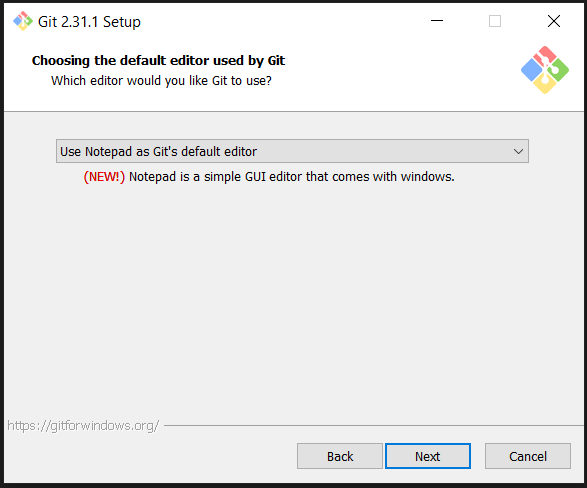 Git 2.31.1 Setup
Choosing the default editor used by Git
Which editor would you like Git to use?
Use Notepad as Git's default editor
(NEW!) Notepad is a simple GUI editor that comes with windows.
https://gitforwindows.org/
Back Next Cancel